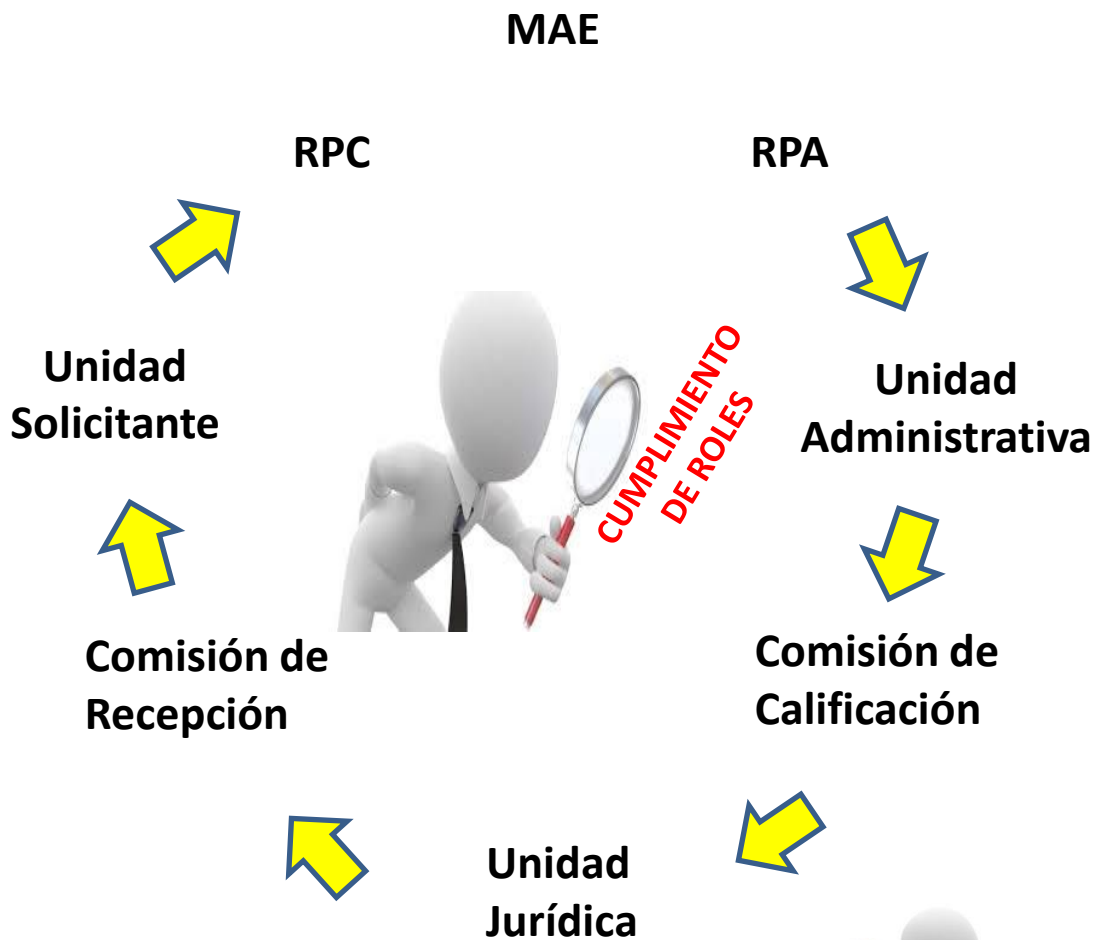 MAE
RPC
RPA
Unidad
Solicitante
CUMPLIMIENTO
DE ROLES
Unidad
Administrativa
Comisión de
Recepción
Comisión de
Calificación
Unidad
Jurídica